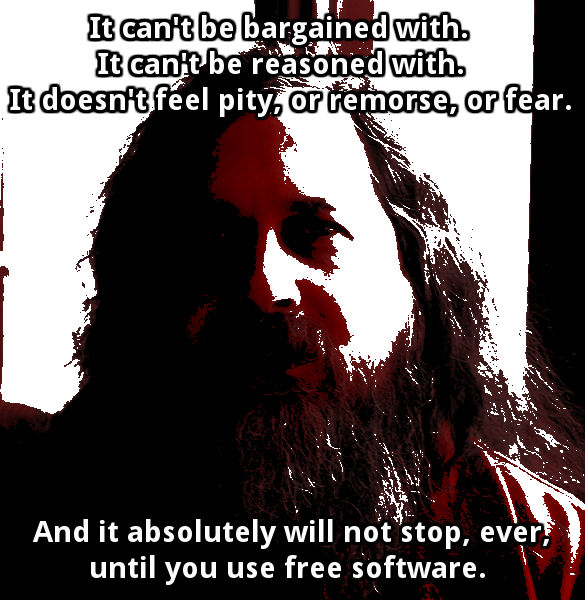 It can't be bargained with.
It can't be reasoned with.
It doesn't feel pity, or remorse, or fear.
And it absolutely will not stop, ever,
until you use free software.